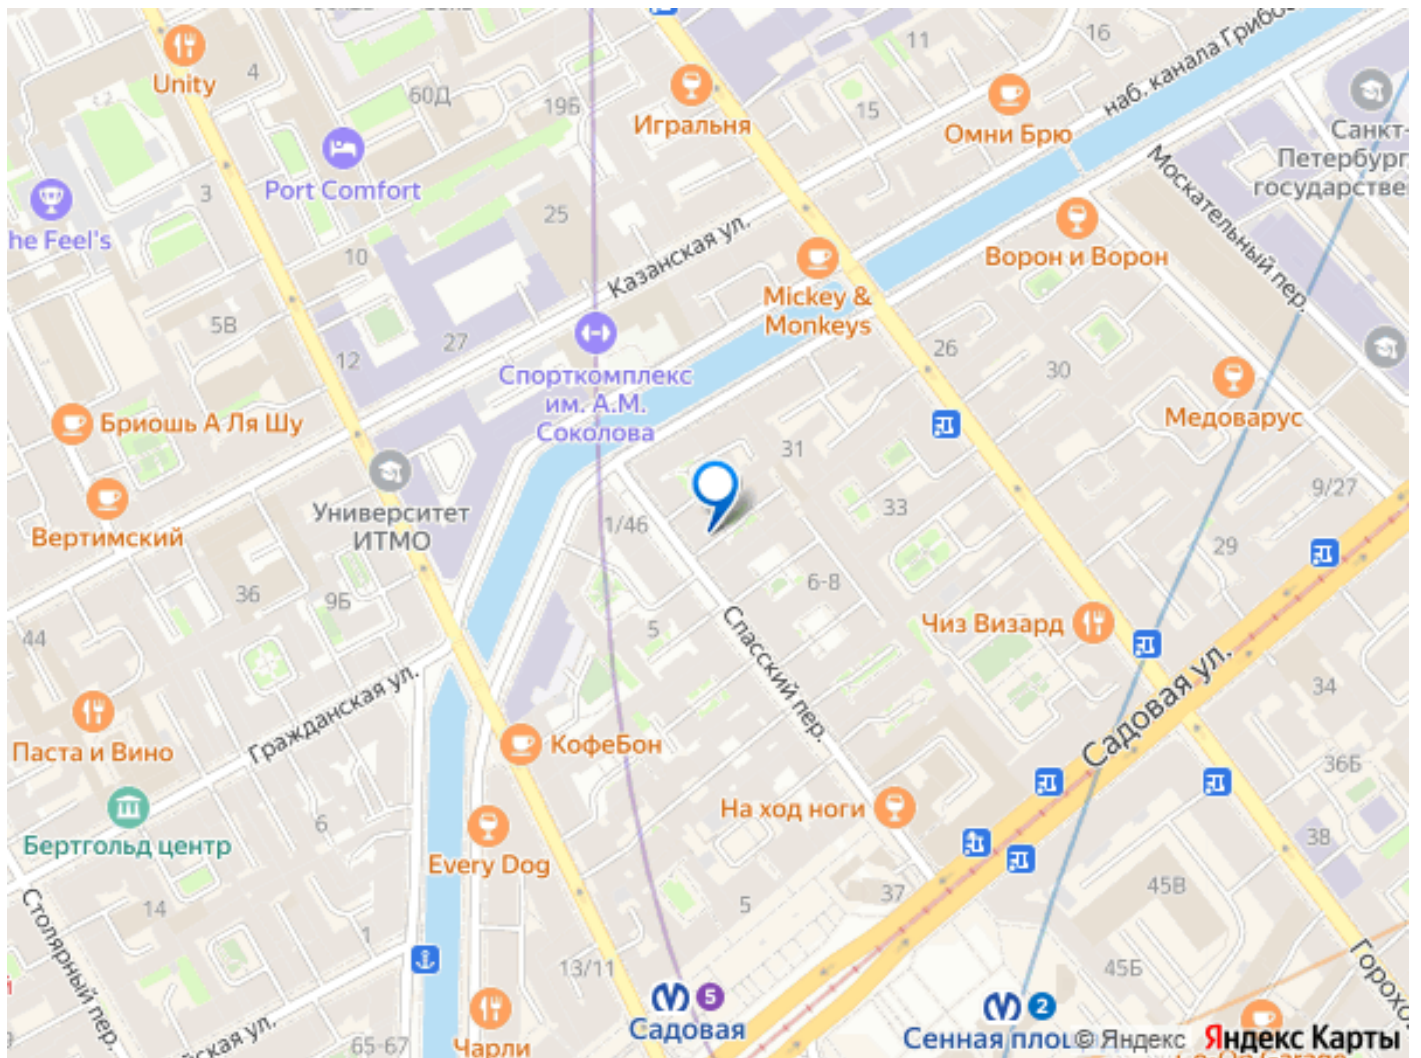 Unity
4
60Д
19Б
Игральня
11
16
15
Омни Брю
наб. канала Грибо
Санкт-
Петербург
государстве
Москательный пер.
Port Comfort
3
he Feel's
25
10
Казанская ул.
Ворон и Ворон
Mickey &
Monkeys
5В
12
27
Спорткомплекс
им. А.М.
Соколова
26
30
Медоварус
Бриошь А Ля Шу
31
9/27
Вертимский
Университет
ИТМО
1/46
33
29
36
9Б
6-8
44
5
Спасский пер.
Чиз Визард
Садовая ул.
34
Гражданская ул.
Паста и Вино
КофеБон
36Б
На ход ноги
Бертгольд центр
6
Every Dog
38
Столярный пер.
14
1
5
37
45В
13/11
45Б
Горохо
5
Садовая
2
Сенная площ
© Яндекс
Яндекс Карты
ская ул.
65-67
Чарли